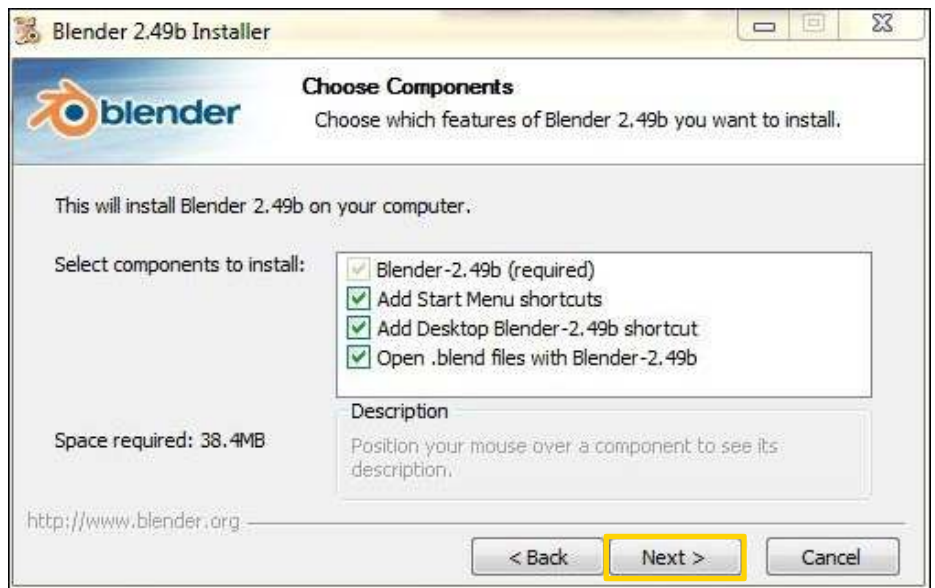 Blender 2.49b Installer
blender
Choose Components
Choose which features of Blender 2.49b you want to install.
This will install Blender 2.49b on your computer.
Select components to install:
Blender-2.49b (required)
Add Start Menu shortcuts
Add Desktop Blender-2.49b shortcut
Open .blend files with Blender-2.49b
Space required: 38.4MB
Description
Position your mouse over a component to see its
description.
http://www.blender.org
< Back Next > Cancel